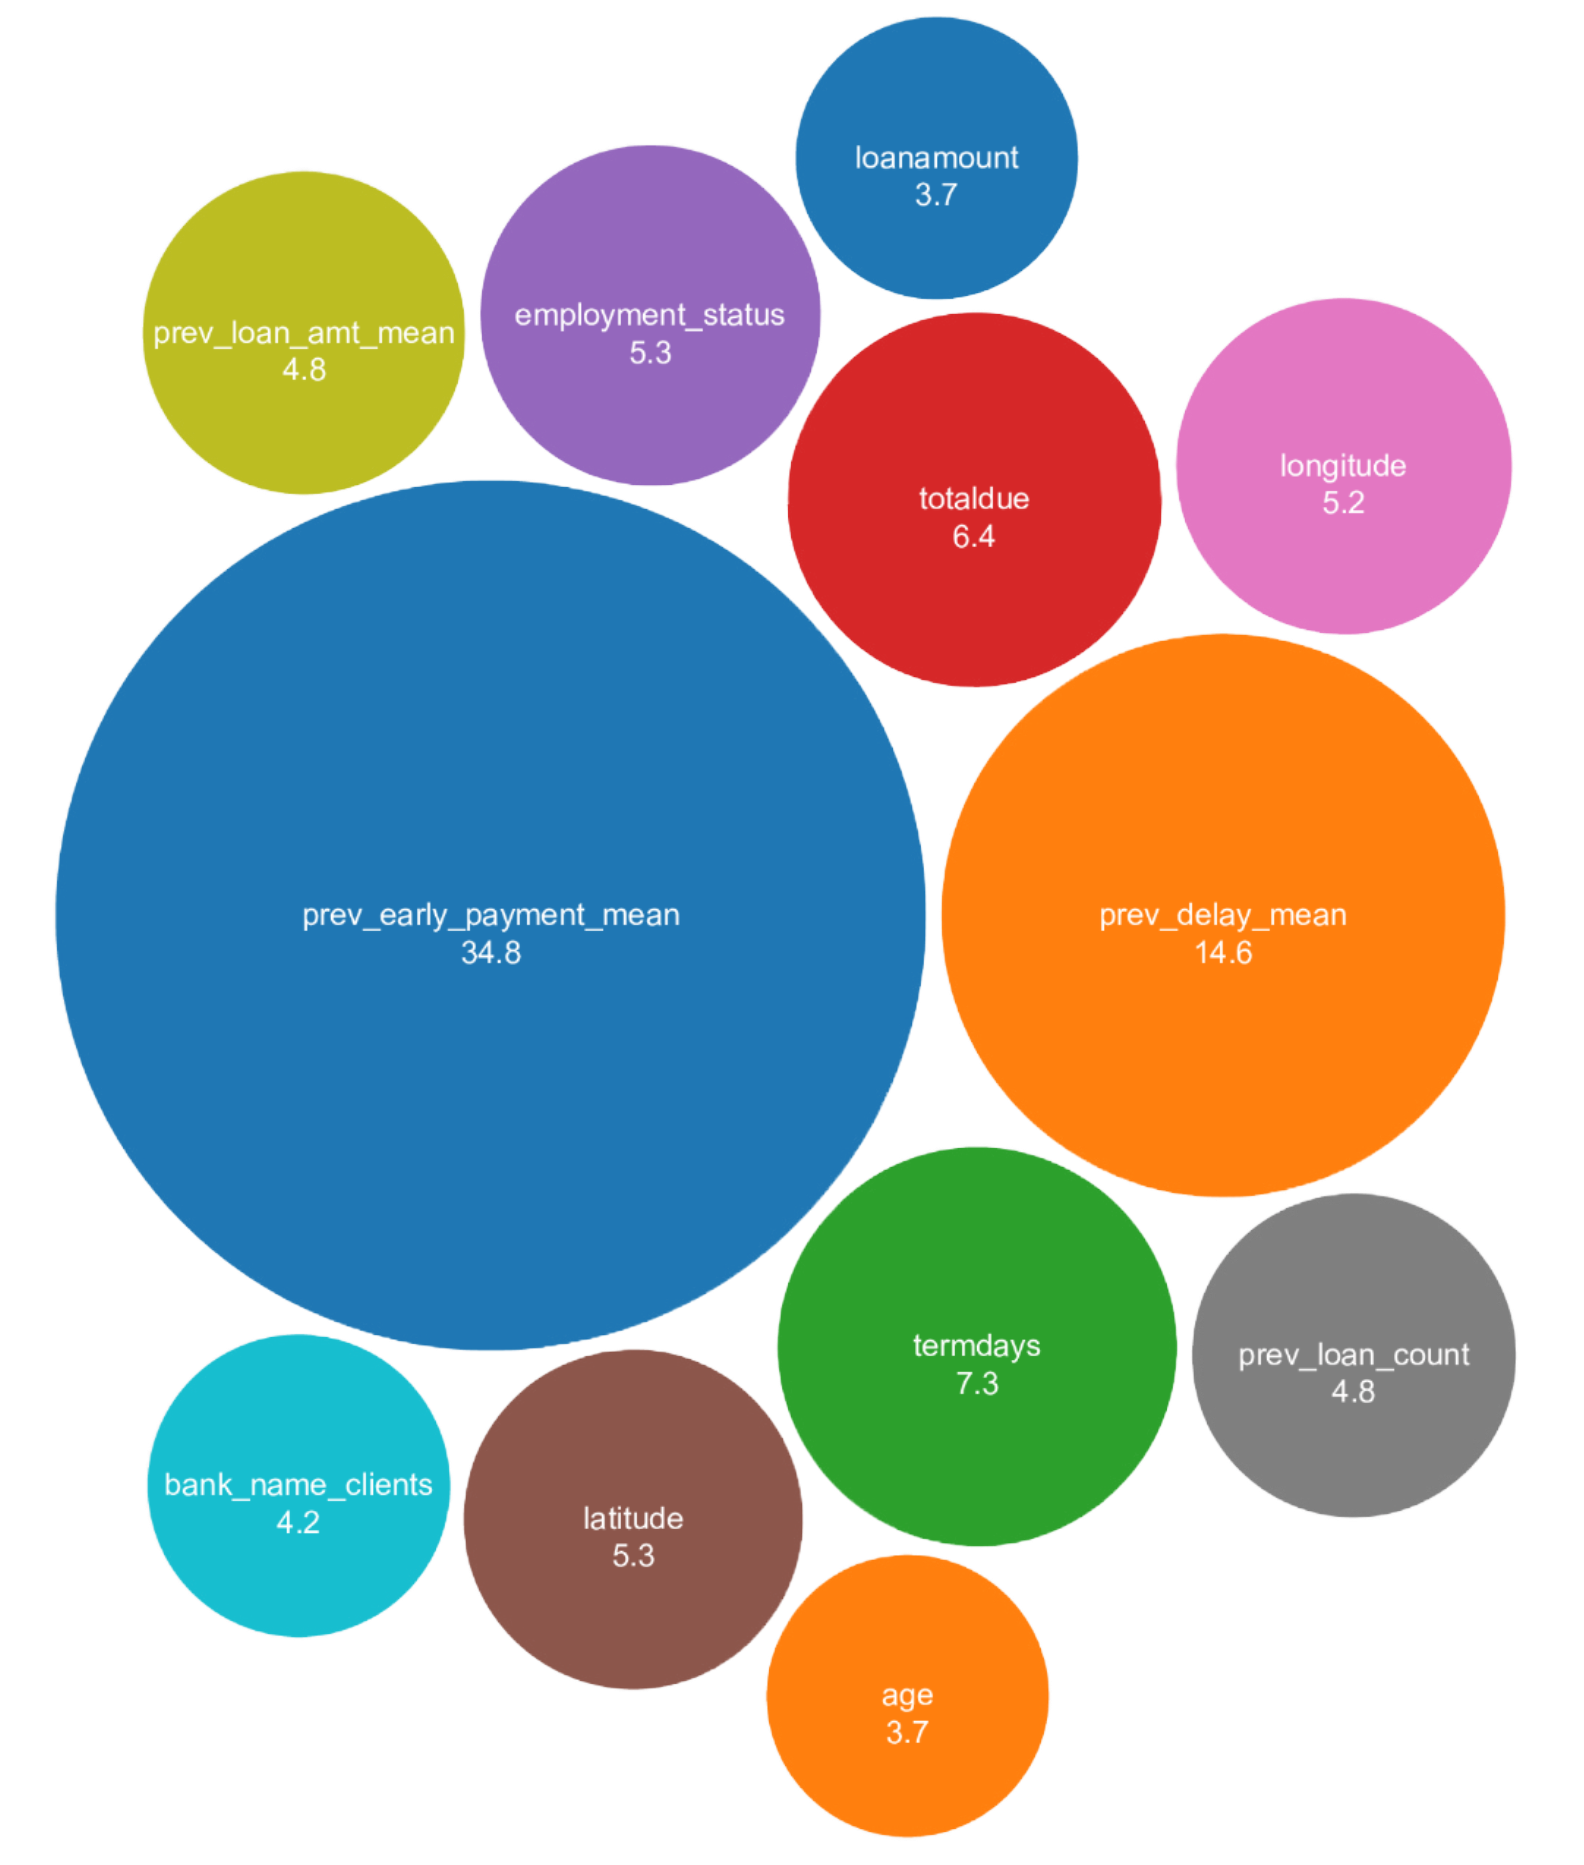 loanamount
3.7
employment_status
5.3
prev_loan_amt_mean
4.8
longitude
5.2
totaldue
6.4
prev_early_payment_mean
34.8
prev_delay_mean
14.6
termdays
7.3
prev_loan_count
4.8
bank_name_clients
4.2
latitude
5.3
age
3.7